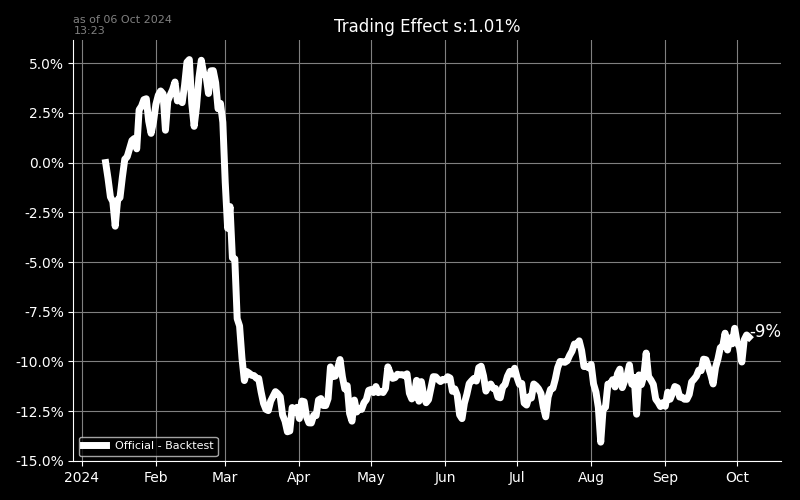 as of 06 Oct 2024
13:23
Trading Effect s:1.01%
5.0%
2.5%
0.0%
-2.5%
-5.0%
-7.5%
-9%
-10.0%
-12.5%
Official - Backtest
-15.0%
2024 Feb Mar Apr May Jun Jul Aug Sep Oct